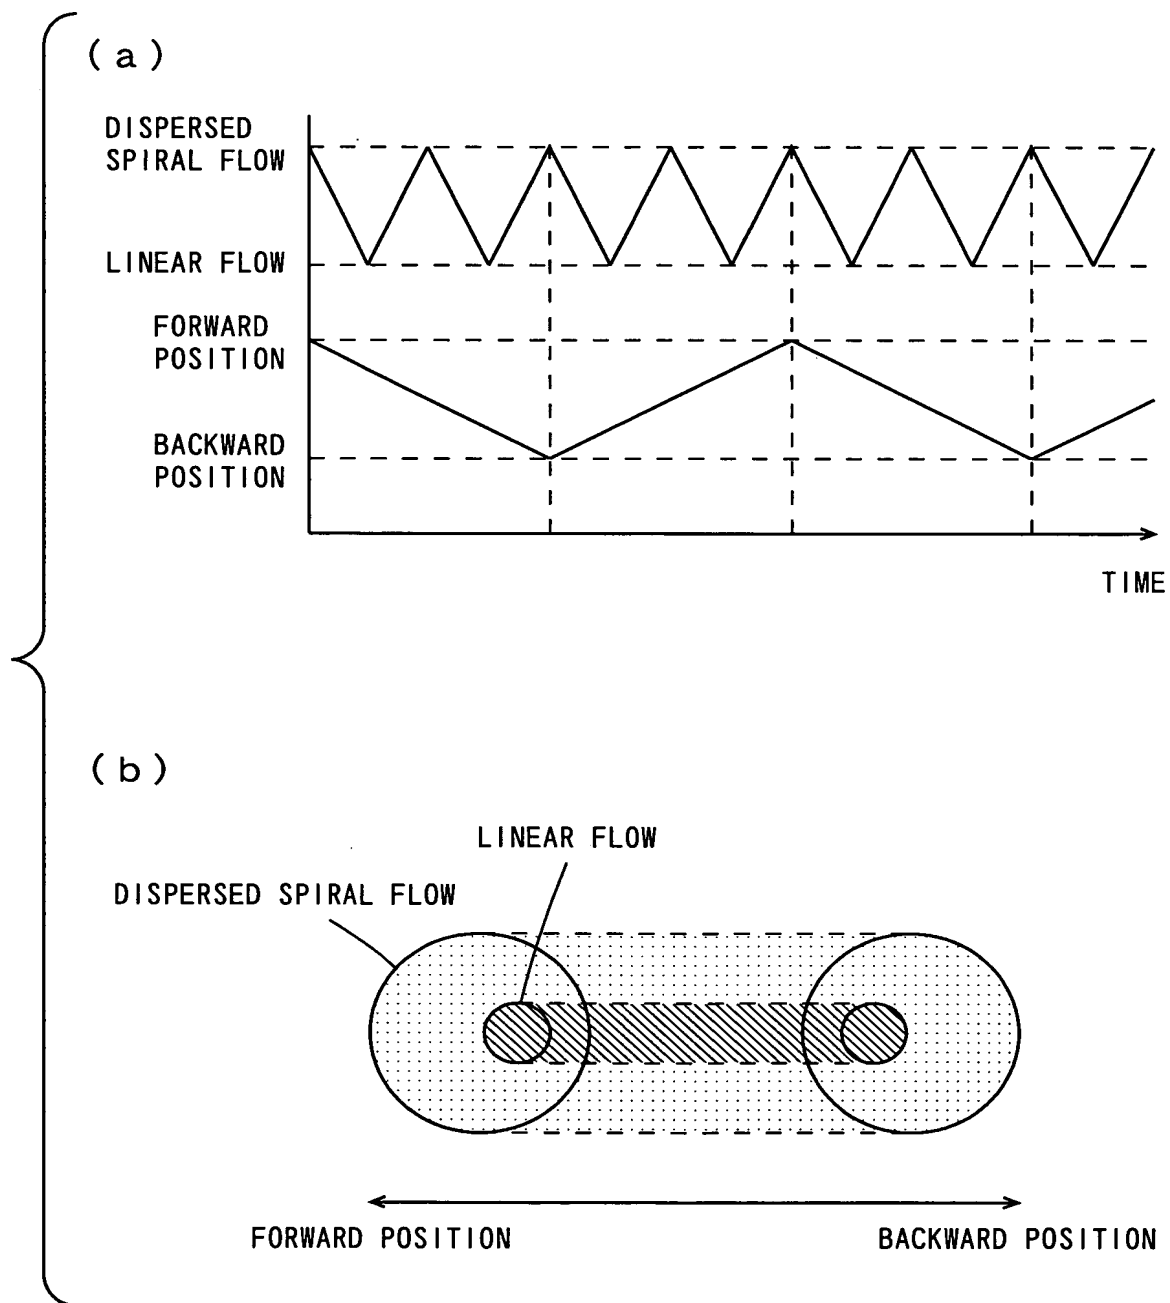 (a)
DISPERSED
SPIRAL FLOW
LINEAR FLOW
FORWARD
POSITION
BACKWARD
POSITION
TIME
(b)
LINEAR FLOW
DISPERSED SPIRAL FLOW
FORWARD POSITION
BACKWARD POSITION